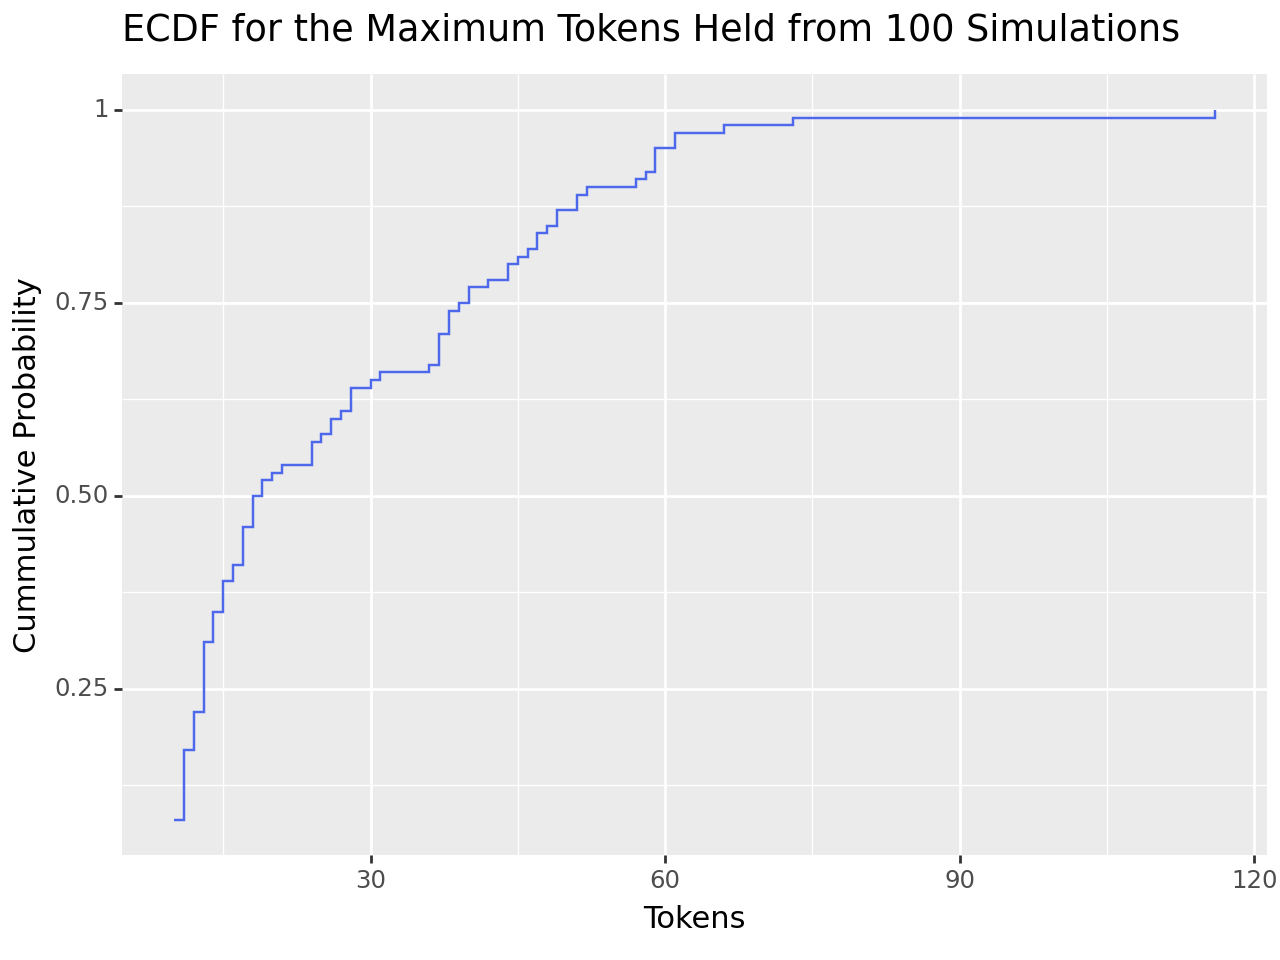 ECDF for the Maximum Tokens Held from 100 Simulations
1
0.75
0.50
0.25
Cummulative Probability
30 60 90 120
Tokens